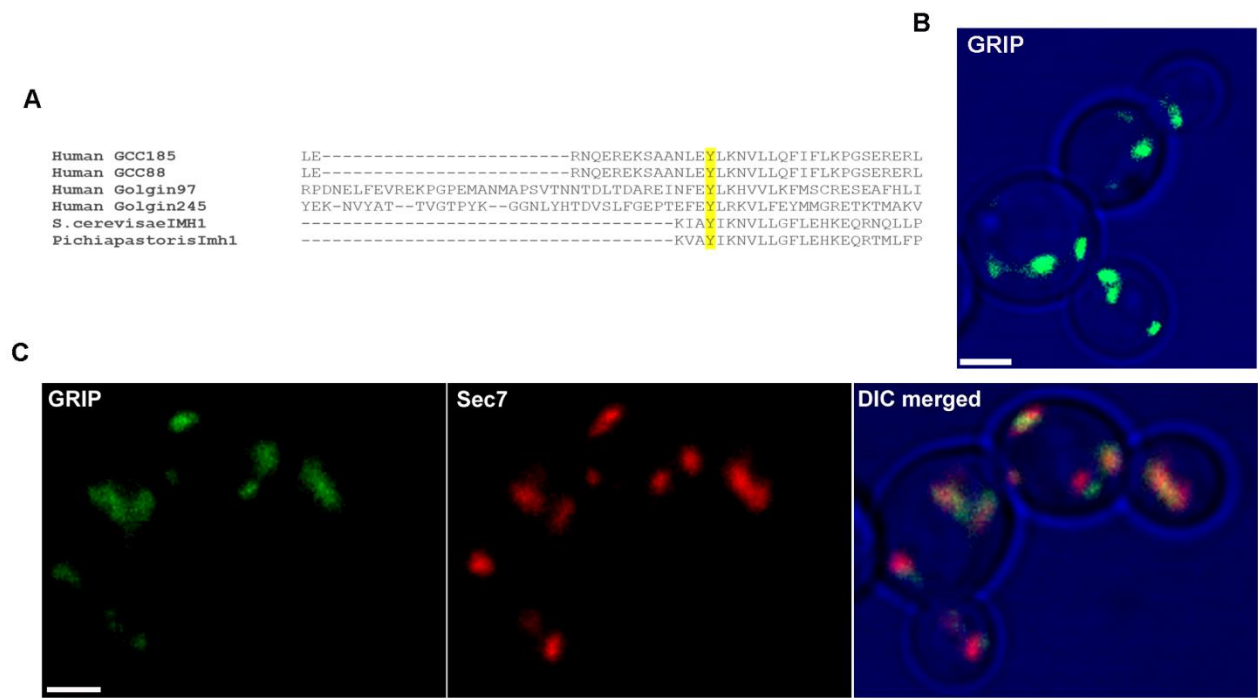 A
B
GRIP
Human GCC185 LE-----------------------RNQEREKSAANLEYLKNVLLQFIFLKPGSERERL
Human GCC88 LE-----------------------RNQEREKSAANLEYLKNVLLQFIFLKPGSERERL
Human Golgin97 RPDNELFEVREKPGPEMANMAPSVTNNTDLTDAREINFEYLKHVVLKFMSCRESEAFHLI
Human Golgin245 YEK-NVYAT--TVGTPYK--GGNLYHTDVSLFGEPTEFEYLRKVLFEYMMGRETKTMAKV
S.cerevisaeIMH1 ------------------------------------KIAYIKNVLLGFLEHKEQRNQLLP
PichiapastorisImh1 ------------------------------------KVAYIKNVLLGFLEHKEQRTMLFP
C
GRIP
Sec7
DIC merged